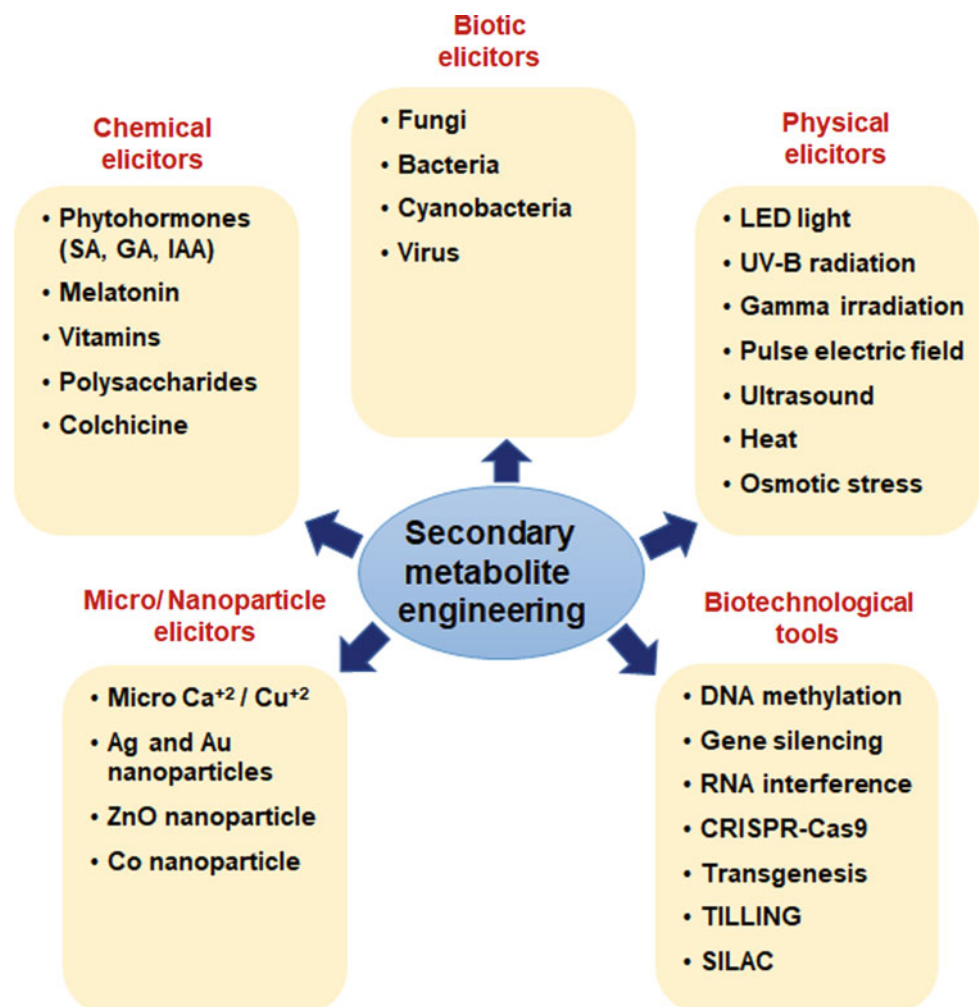 Biotic
elicitors
• Fungi
• Bacteria
• Cyanobacteria
• Virus
Chemical
elicitors
• Phytohormones
(SA, GA, IAA)
• Melatonin
• Vitamins
• Polysaccharides
• Colchicine
Physical
elicitors
• LED light
• UV-B radiation
• Gamma irradiation
• Pulse electric field
• Ultrasound
• Heat
• Osmotic stress
Secondary
metabolite
engineering
Micro/ Nanoparticle
elicitors
• Micro Ca⁺² / Cu⁺²
• Ag and Au
nanoparticles
• ZnO nanoparticle
• Co nanoparticle
Biotechnological
tools
• DNA methylation
• Gene silencing
• RNA interference
• CRISPR-Cas9
• Transgenesis
• TILLING
• SILAC